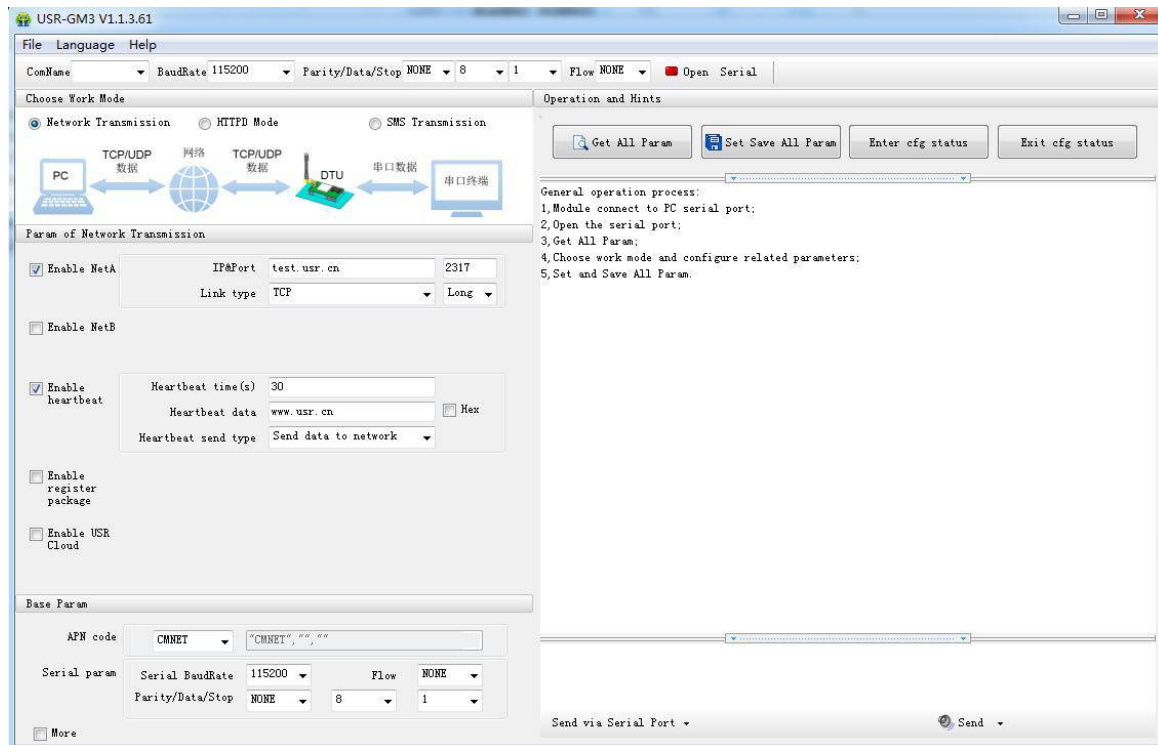 USR-GM3 V1.1.3.61
File Language Help
ComName BaudRate 115200 Parity/Data/Stop NONE 8 1 Flow NONE Open Serial
Choose Work Mode
Network Transmission HTTPD Mode SMS Transmission
PC TCP/UDP 数据 网络 TCP/UDP 数据 DTU 串口数据 串口终端
Param of Network Transmission
Enable NetA IP&Port test.usr.cn 2317
Link type TCP Long
Enable NetB
Enable heartbeat Heartbeat time(s) 30
Heartbeat data www.usr.cn Hex
Heartbeat send type Send data to network
Enable
register
package
Enable USR
Cloud
Base Param
APN code CMNET "CMNET","",""
Serial param Serial BaudRate 115200 Flow NONE
Parity/Data/Stop NONE 8 1
More
Operation and Hints
Get All Param Set Save All Param Enter cfg status Exit cfg status
General operation process:
1,Module connect to PC serial port;
2,Open the serial port;
3,Get All Param;
4,Choose work mode and configure related parameters;
5,Set and Save All Param.
Send via Serial Port Send